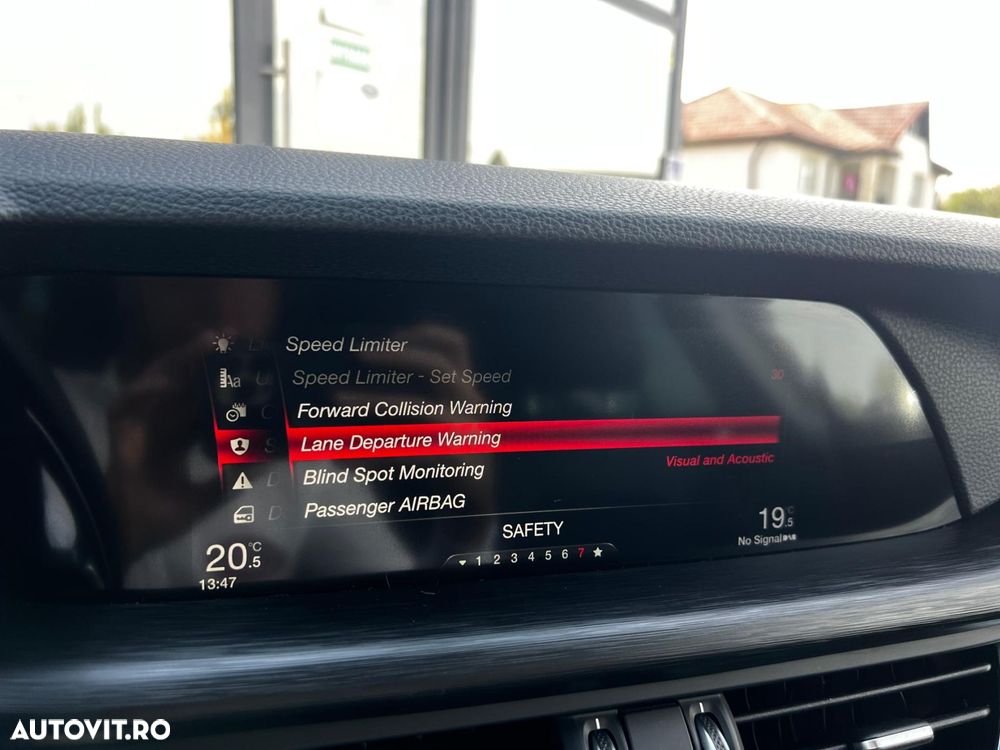 Speed Limiter
Speed Limiter - Set Speed 30
Forward Collision Warning
Lane Departure Warning
Blind Spot Monitoring Visual and Acoustic
Passenger AIRBAG
SAFETY
1 2 3 4 5 6 7
20.5 °C
13:47
19.5 °C
No Signal
Aa
AUTOVIT.RO